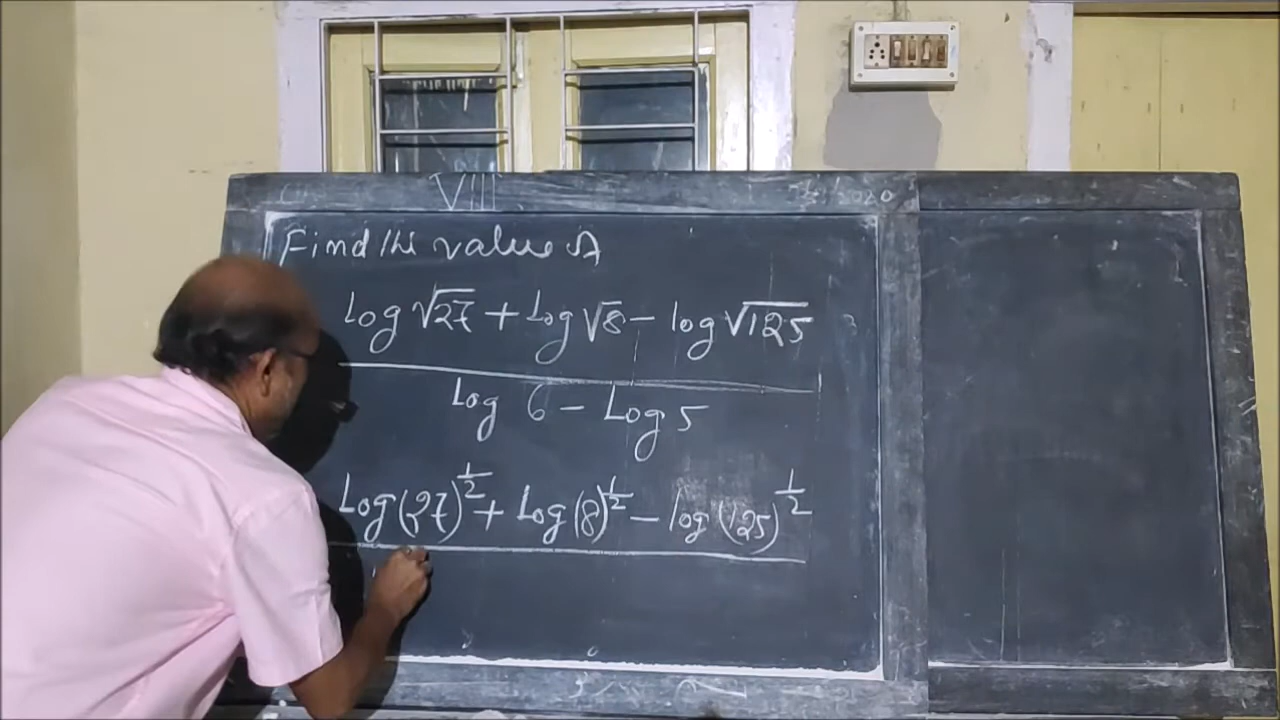 VIII 2020
Find the value of
log √27 + Log √8 − log √125
Log 6 − Log 5
Log (27)^1/2 + Log (8)^1/2 − log (125)^1/2